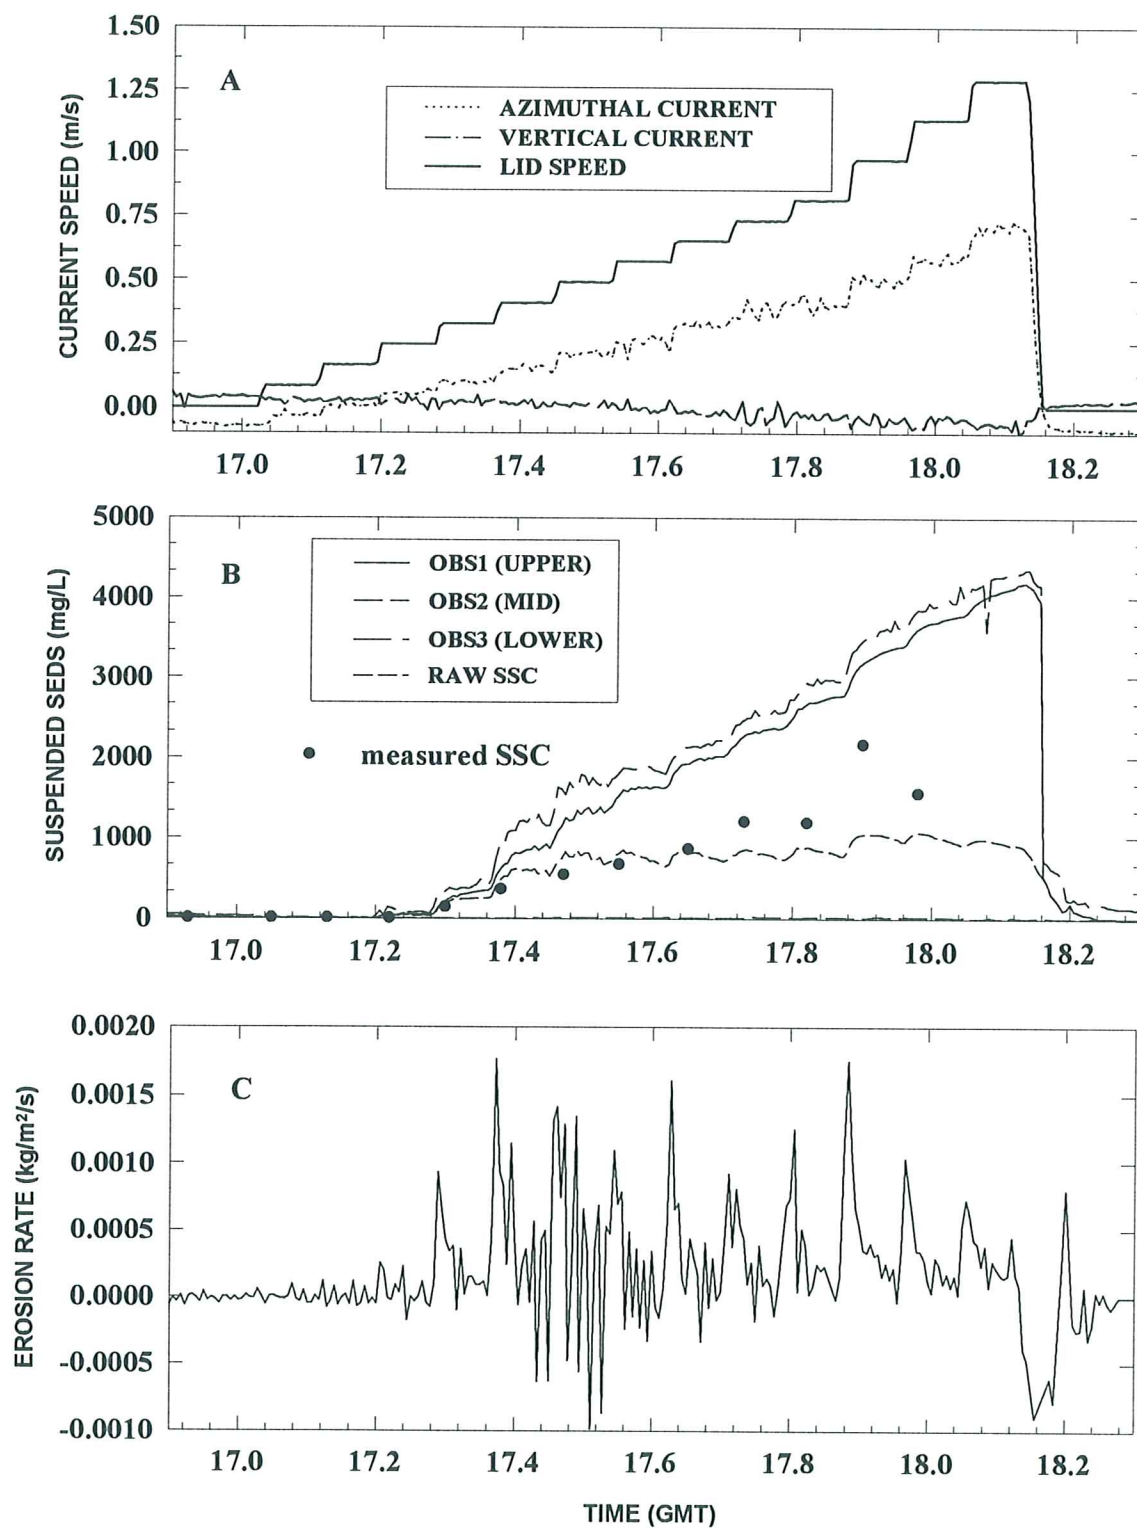 1.50
A
1.25
AZIMUTHAL CURRENT
VERTICAL CURRENT
LID SPEED
1.00
0.75
0.50
0.25
0.00
CURRENT SPEED (m/s)
17.0 17.2 17.4 17.6 17.8 18.0 18.2
5000
B
OBS1 (UPPER)
OBS2 (MID)
OBS3 (LOWER)
RAW SSC
4000
3000
measured SSC
2000
1000
0
SUSPENDED SEDS (mg/L)
17.0 17.2 17.4 17.6 17.8 18.0 18.2
0.0020
C
0.0015
0.0010
0.0005
0.0000
-0.0005
-0.0010
EROSION RATE (kg/m²/s)
17.0 17.2 17.4 17.6 17.8 18.0 18.2
TIME (GMT)